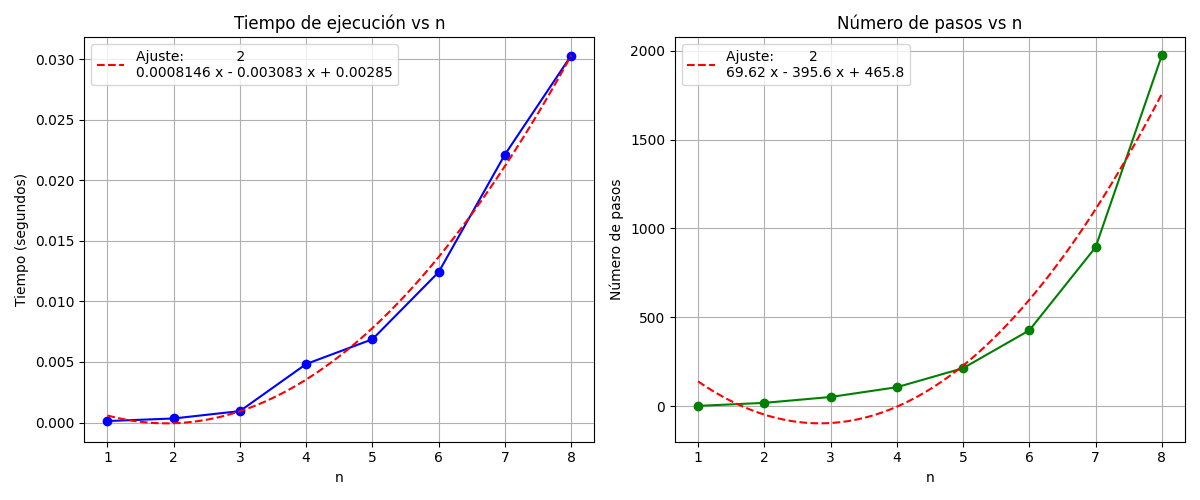 Tiempo de ejecución vs n
Ajuste: 2
0.0008146 x - 0.003083 x + 0.00285
0.030
0.025
0.020
0.015
0.010
0.005
0.000
Tiempo (segundos)
1 2 3 4 5 6 7 8
n
Número de pasos vs n
Ajuste: 2
69.62 x - 395.6 x + 465.8
2000
1500
1000
500
0
Número de pasos
1 2 3 4 5 6 7 8
n